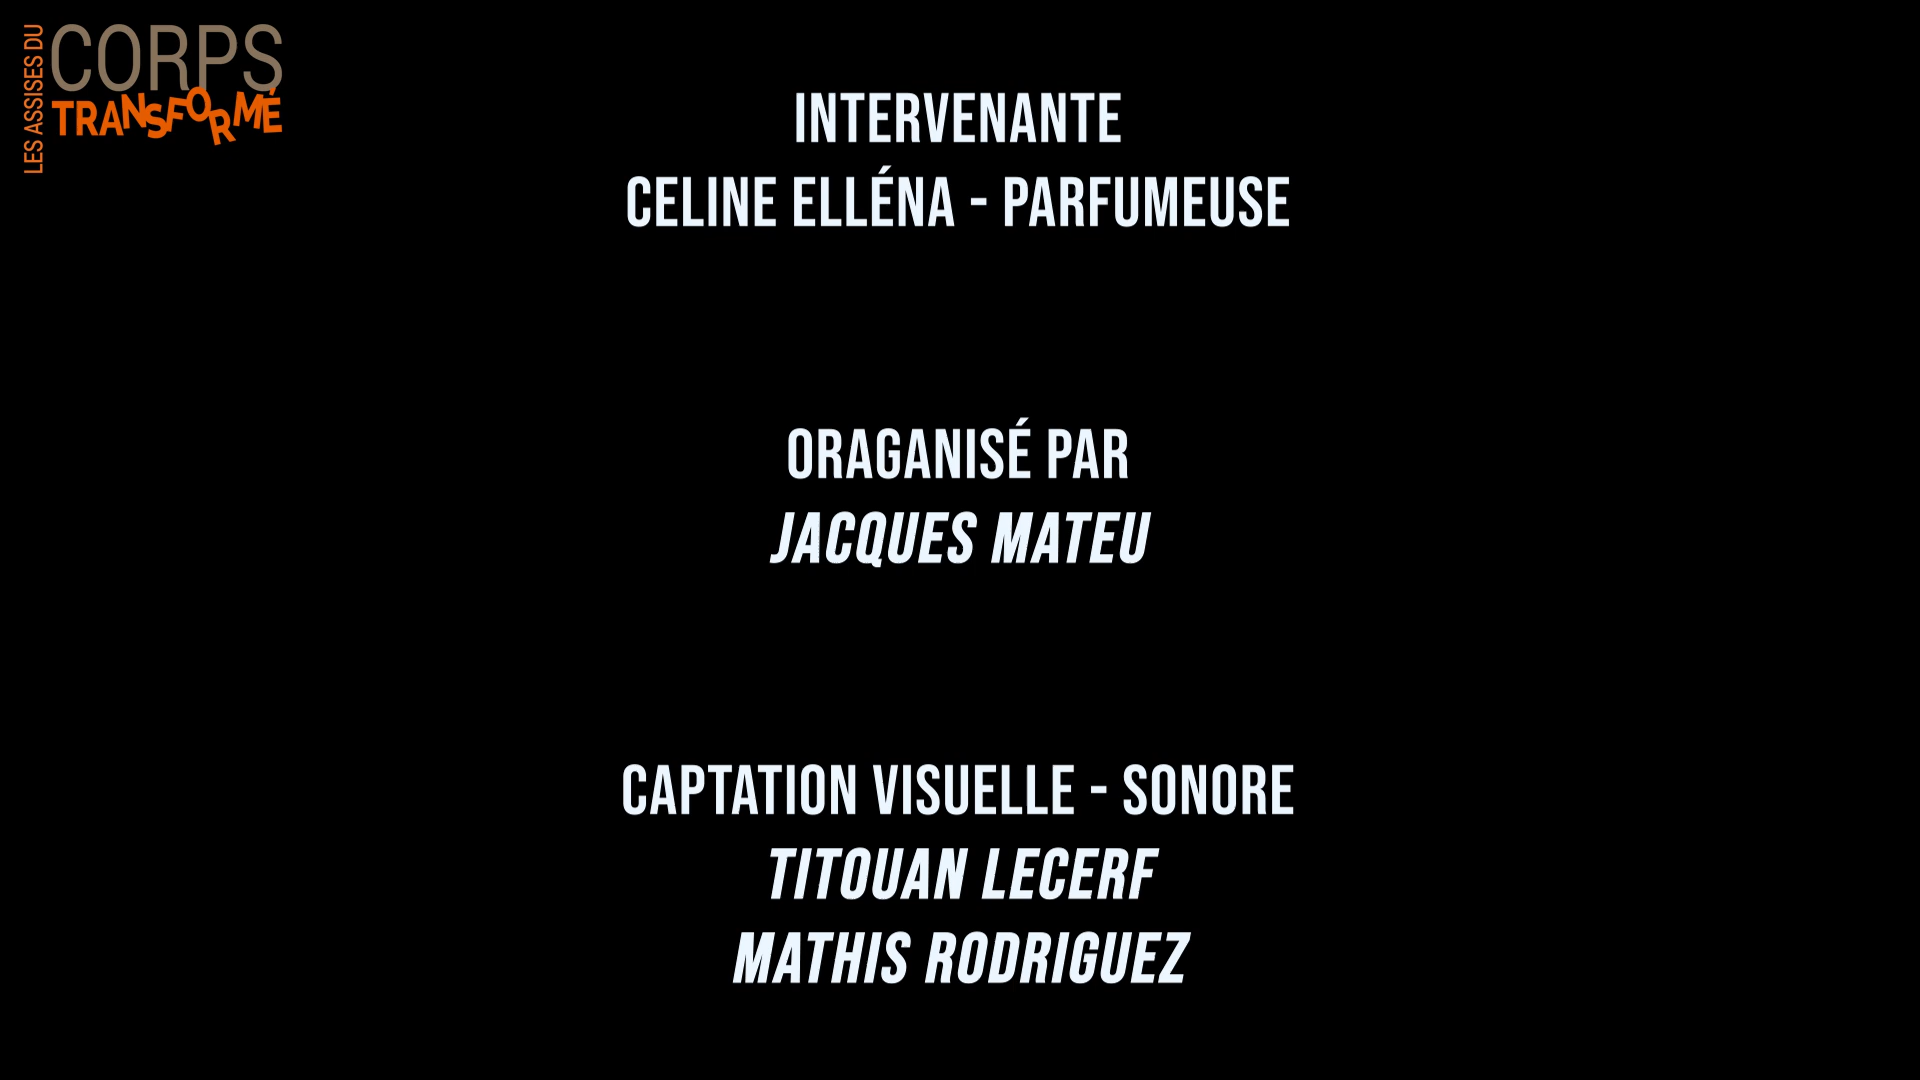 LES ASSISES DU
CORPS
TRANSFORMÉ
INTERVENANTE
CELINE ELLÉNA - PARFUMEUSE
ORAGANISÉ PAR
JACQUES MATEU
CAPTATION VISUELLE - SONORE
TITOUAN LECERF
MATHIS RODRIGUEZ